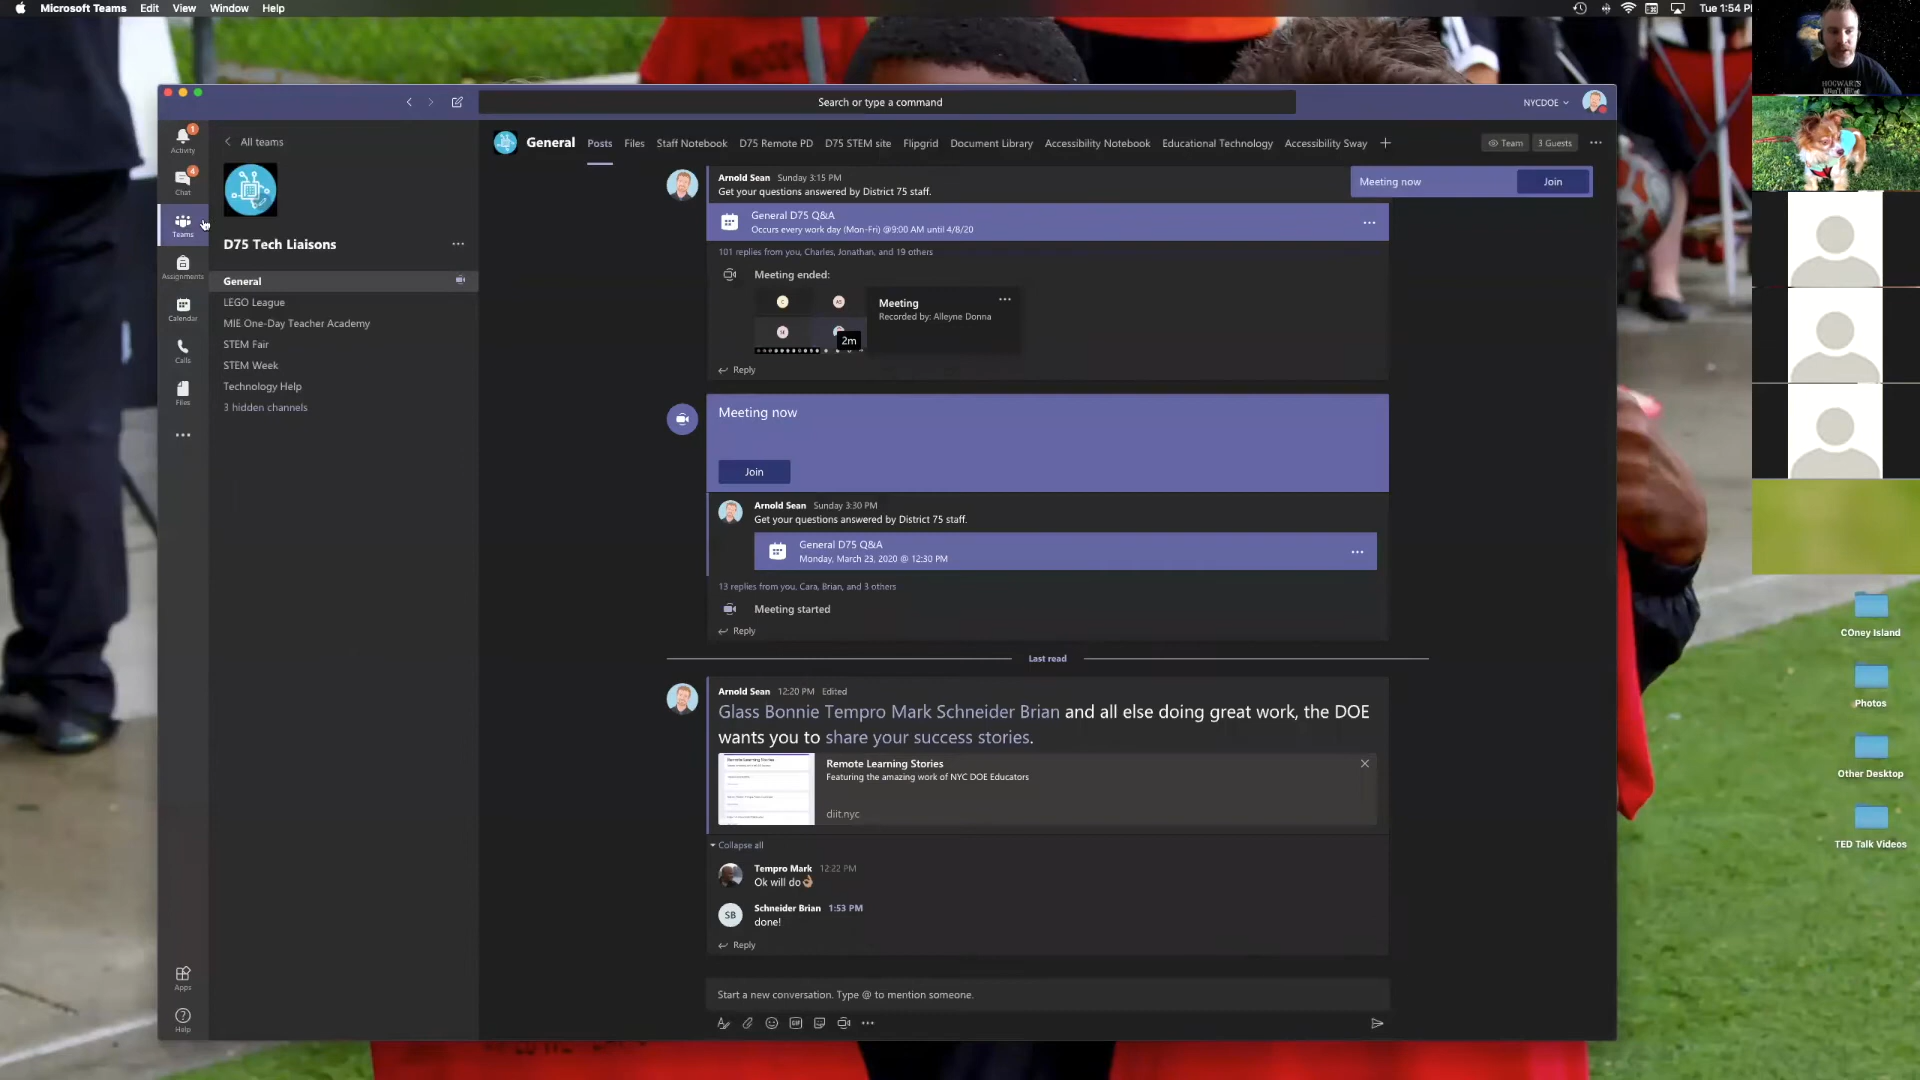 Microsoft Teams Edit View Window Help
Tue 1:54 P
Search or type a command
NYCDOE
Activity
1
Chat
4
Teams
Assignments
Calendar
Calls
Files
Apps
Help
All teams
D75 Tech Liaisons
General
LEGO League
MIE One-Day Teacher Academy
STEM Fair
STEM Week
Technology Help
3 hidden channels
General Posts Files Staff Notebook D75 Remote PD D75 STEM site Flipgrid Document Library Accessibility Notebook Educational Technology Accessibility Sway
Team 3 Guests
Meeting now Join
Arnold Sean Sunday 3:15 PM
Get your questions answered by District 75 staff.
General D75 Q&A
Occurs every work day (Mon-Fri) @9:00 AM until 4/8/20
101 replies from you, Charles, Jonathan, and 19 others
Meeting ended:
Meeting
Recorded by: Alleyne Donna
2m
Reply
Meeting now
Join
Arnold Sean Sunday 3:30 PM
Get your questions answered by District 75 staff.
General D75 Q&A
Monday, March 23, 2020 @ 12:30 PM
13 replies from you, Cara, Brian, and 3 others
Meeting started
Reply
Last read
Arnold Sean 12:20 PM Edited
Glass Bonnie Tempro Mark Schneider Brian and all else doing great work, the DOE
wants you to share your success stories.
Remote Learning Stories
Featuring the amazing work of NYC DOE Educators
diit.nyc
Collapse all
Tempro Mark 12:22 PM
Ok will do👌🏽
SB
Schneider Brian 1:53 PM
done!
Reply
Start a new conversation. Type @ to mention someone.
HOGWARTS
COney Island
Photos
Other Desktop
TED Talk Videos